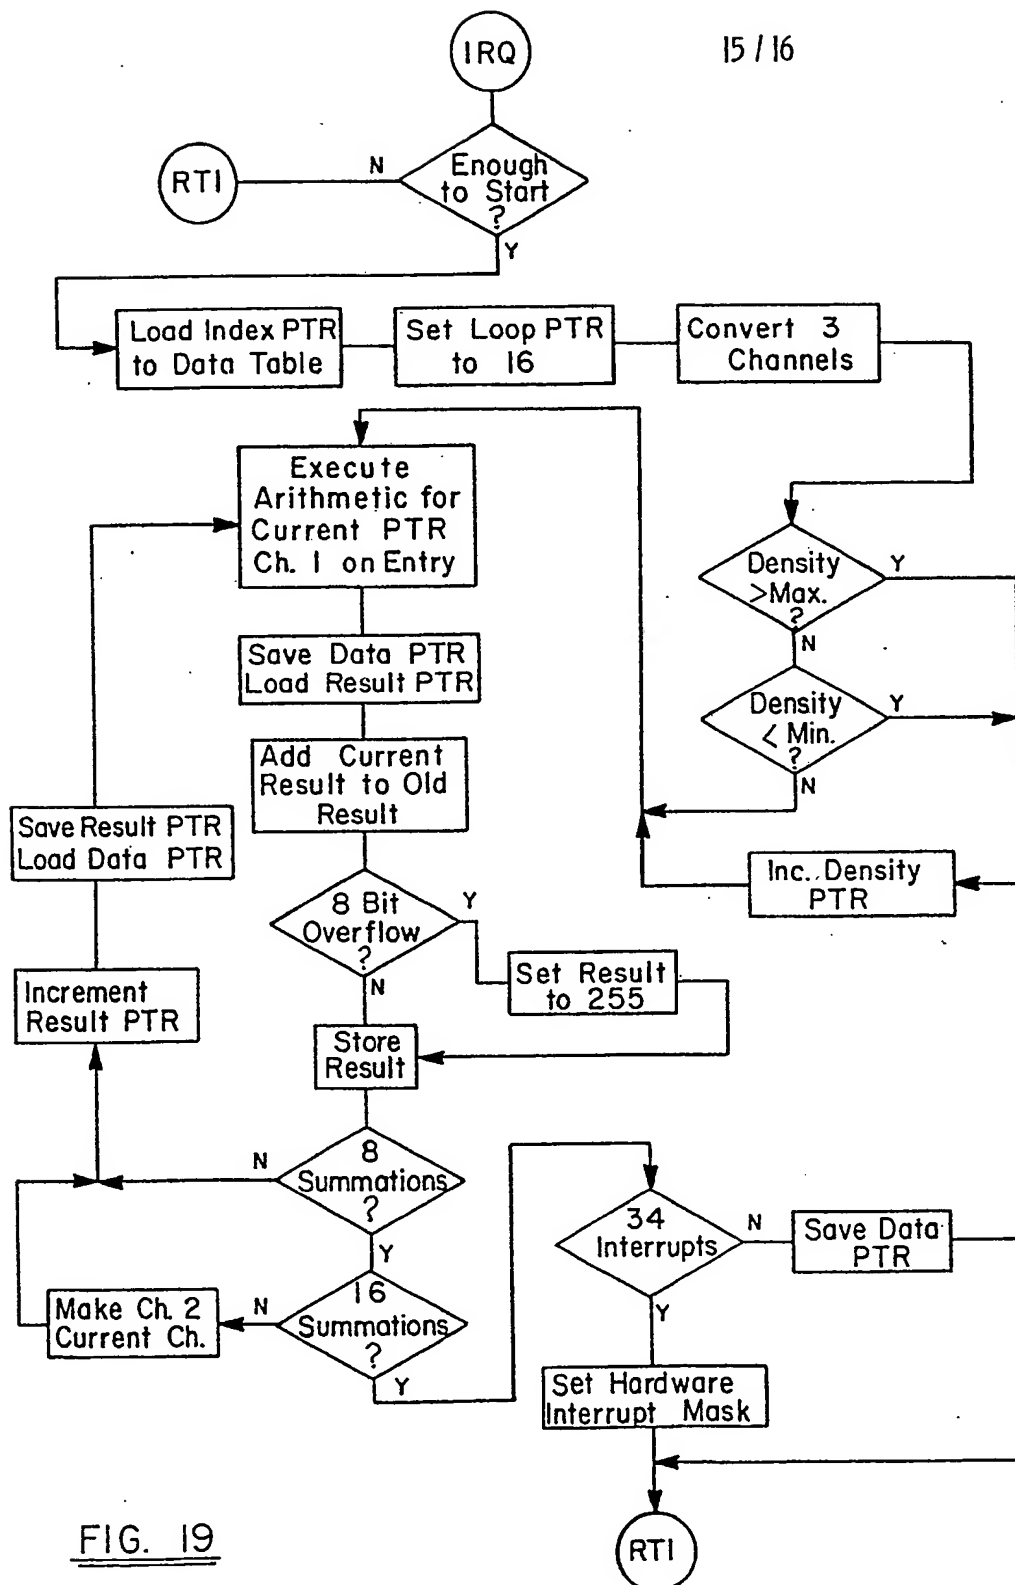 IRQ
15/16
RTI
N
Enough
to Start
?
Y
Load Index PTR
to Data Table
Set Loop PTR
to 16
Convert 3
Channels
Execute
Arithmetic for
Current PTR
Ch. 1 on Entry
Density
>Max.
?
Y
N
Save Data PTR
Load Result PTR
Density
< Min.
?
Y
N
Add Current
Result to Old
Result
Save Result PTR
Load Data PTR
Inc. Density
PTR
8 Bit
Overflow
?
Y
N
Set Result
to 255
Increment
Result PTR
Store
Result
8
Summations
?
N
Y
34
Interrupts
N
Y
Save Data
PTR
16
Summations
?
N
Y
Make Ch. 2
Current Ch.
Set Hardware
Interrupt Mask
RTI
FIG. 19